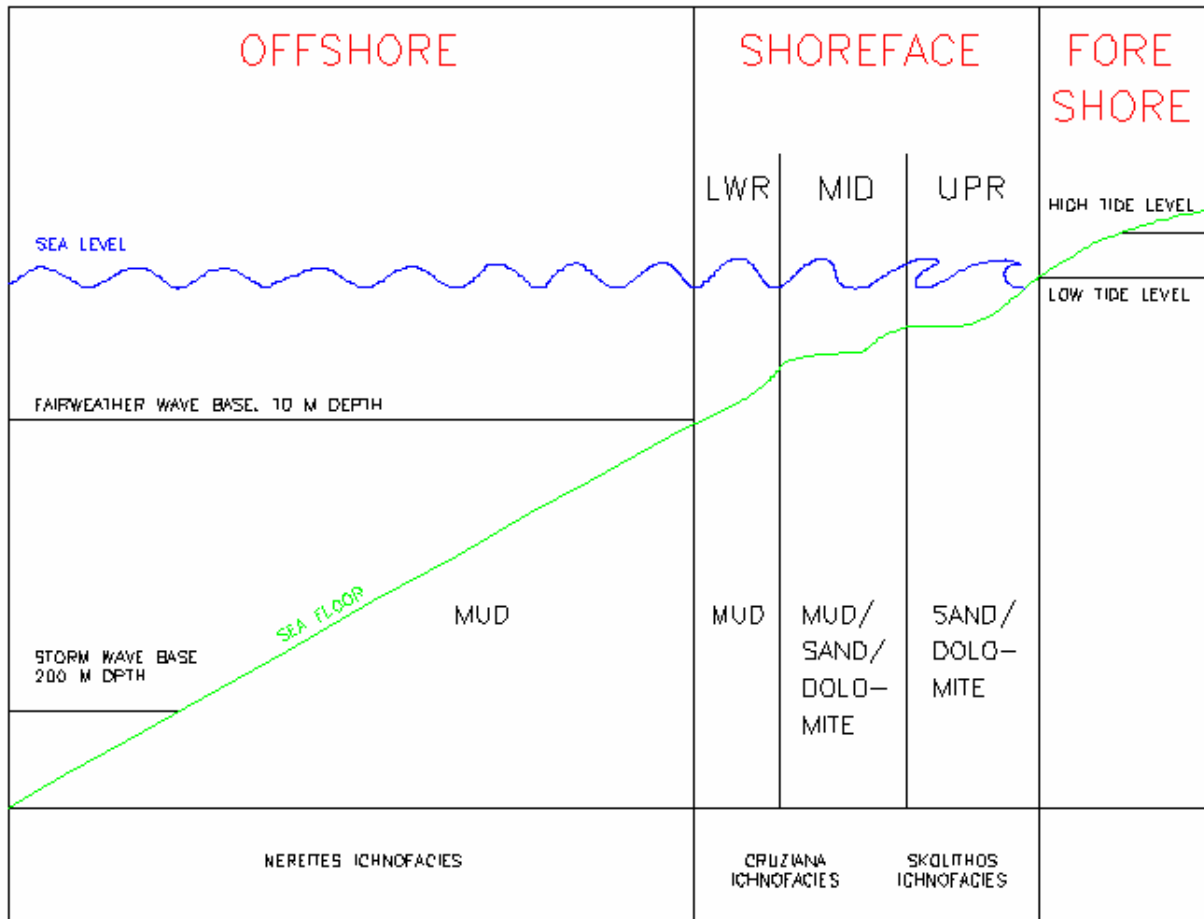 OFFSHORE
SHOREFACE
FORE
SHORE
LWR
MID
UPR
HIGH TIDE LEVEL
SEA LEVEL
LOW TIDE LEVEL
FAIRWEATHER WAVE BASE. 10 M DEPTH
SEA FLOOR
MUD
MUD
MUD/
SAND/
DOLO-
MITE
SAND/
DOLO-
MITE
STORM WAVE BASE
200 M DPTH
NEREITES ICHNOFACIES
CRUZIANA
ICHNOFACIES
SKOLITHOS
ICHNOFACIES